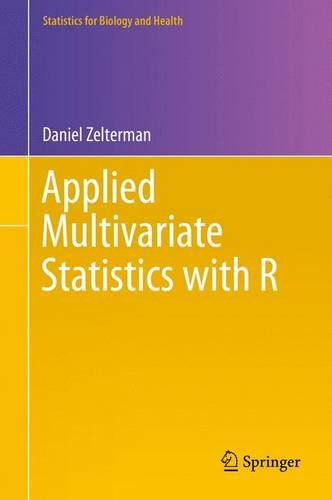 Statistics for Biology and Health
Daniel Zelterman
Applied
Multivariate
Statistics with R
Springer